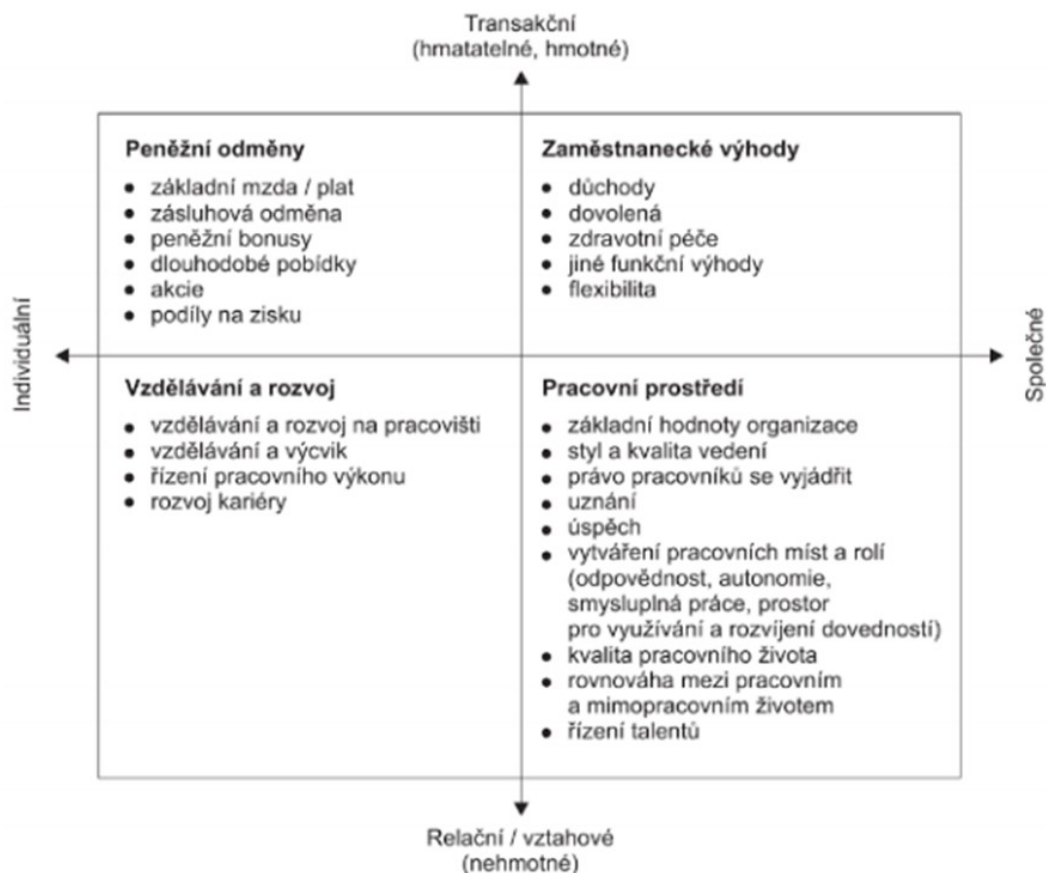 Transakční
(hmatatelné, hmotné)
Peněžní odměny
• základní mzda / plat
• zásluhová odměna
• peněžní bonusy
• dlouhodobé pobídky
• akcie
• podíly na zisku
Zaměstnanecké výhody
• důchody
• dovolená
• zdravotní péče
• jiné funkční výhody
• flexibilita
Individuální
Společné
Vzdělávání a rozvoj
• vzdělávání a rozvoj na pracovišti
• vzdělávání a výcvik
• řízení pracovního výkonu
• rozvoj kariéry
Pracovní prostředí
• základní hodnoty organizace
• styl a kvalita vedení
• právo pracovníků se vyjádřit
• uznání
• úspěch
• vytváření pracovních míst a rolí
(odpovědnost, autonomie,
smysluplná práce, prostor
pro využívání a rozvíjení dovedností)
• kvalita pracovního života
• rovnováha mezi pracovním
a mimopracovním životem
• řízení talentů
Relační / vztahové
(nehmotné)